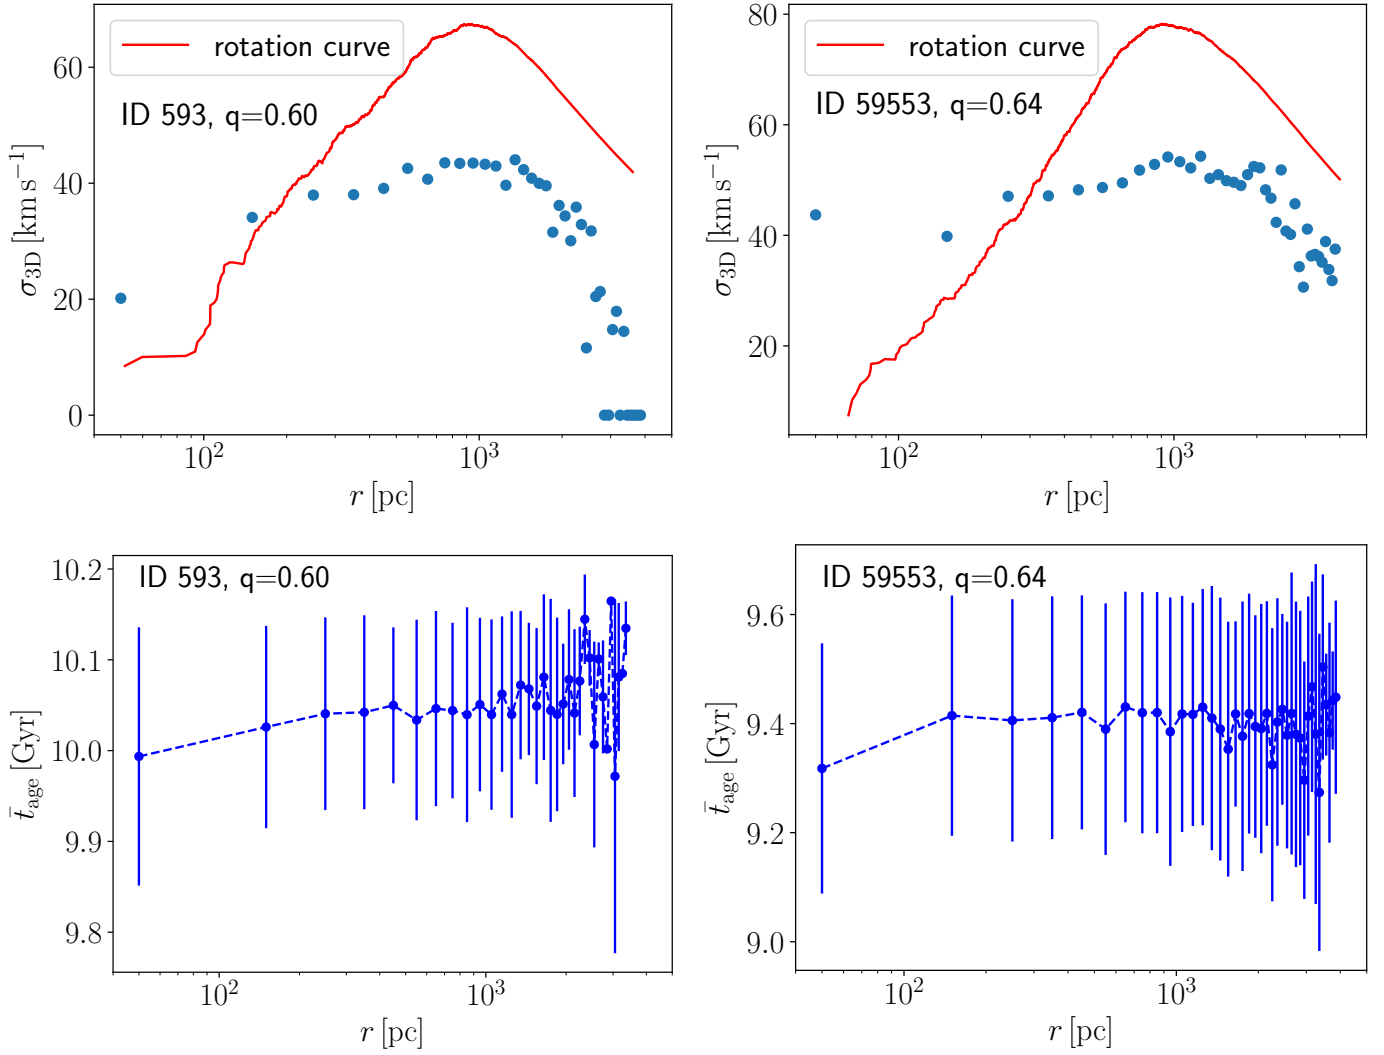 rotation curve
ID 593, q=0.60
σ3D [km s−1]
60
40
20
0
10²
10³
r [pc]
rotation curve
ID 59553, q=0.64
σ3D [km s−1]
80
60
40
20
10²
10³
r [pc]
ID 593, q=0.60
t̄age [Gyr]
10.2
10.1
10.0
9.9
9.8
10²
10³
r [pc]
ID 59553, q=0.64
t̄age [Gyr]
9.6
9.4
9.2
9.0
10²
10³
r [pc]